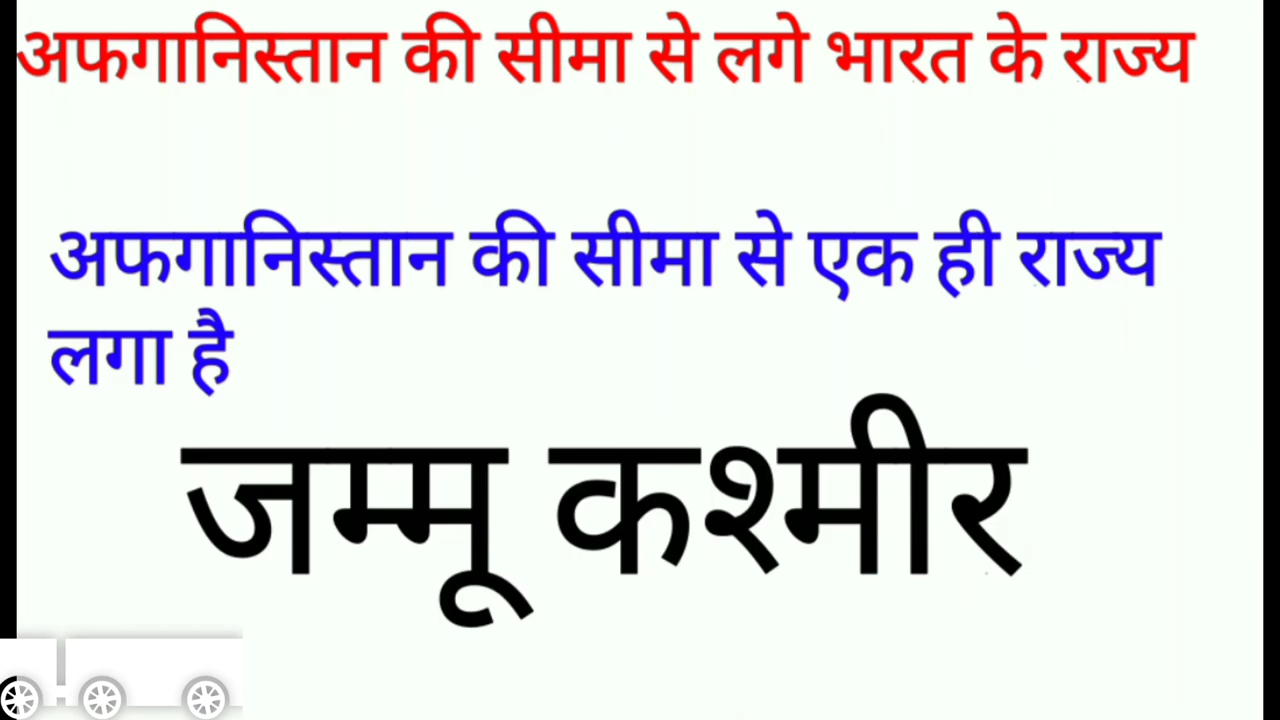 अफगानिस्तान की सीमा से लगे भारत के राज्य
अफगानिस्तान की सीमा से एक ही राज्य
लगा है
जम्मू कश्मीर